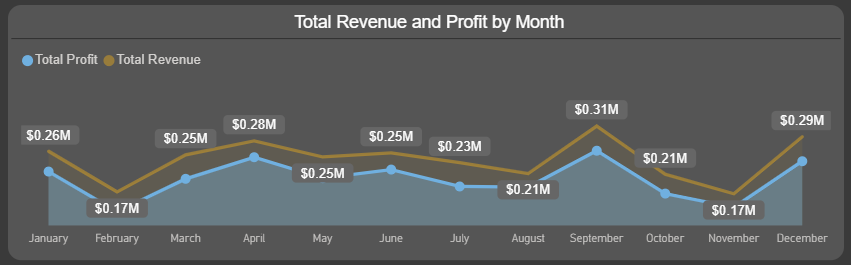 Total Revenue and Profit by Month
Total Profit Total Revenue
$0.26M
$0.17M
$0.25M
$0.28M
$0.25M
$0.25M
$0.23M
$0.21M
$0.31M
$0.21M
$0.17M
$0.29M
January February March April May June July August September October November December